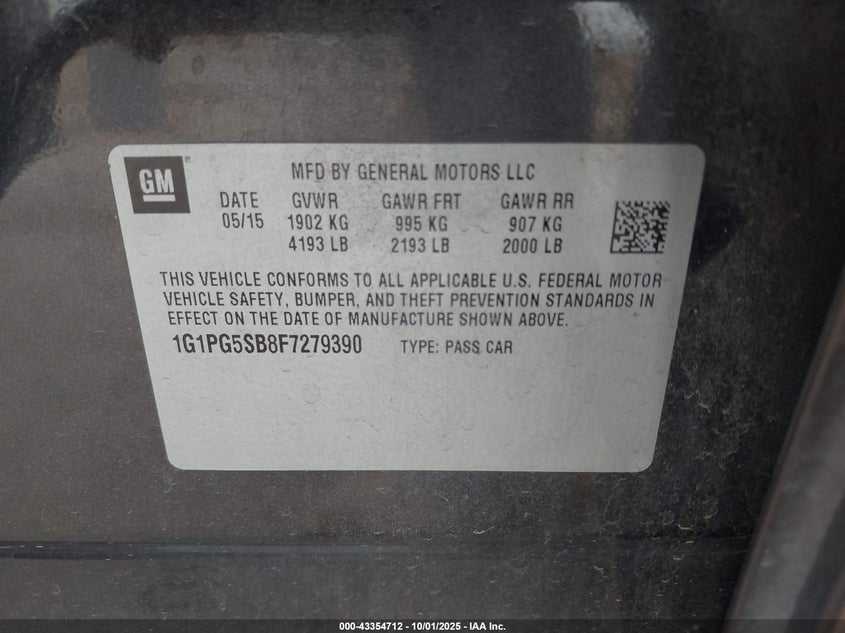 GM
MFD BY GENERAL MOTORS LLC
DATE GVWR GAWR FRT GAWR RR
05/15 1902 KG 995 KG 907 KG
4193 LB 2193 LB 2000 LB
THIS VEHICLE CONFORMS TO ALL APPLICABLE U.S. FEDERAL MOTOR
VEHICLE SAFETY, BUMPER, AND THEFT PREVENTION STANDARDS IN
EFFECT ON THE DATE OF MANUFACTURE SHOWN ABOVE.
1G1PG5SB8F7279390 TYPE: PASS CAR
000-43354712 - 10/01/2025 - IAA Inc.